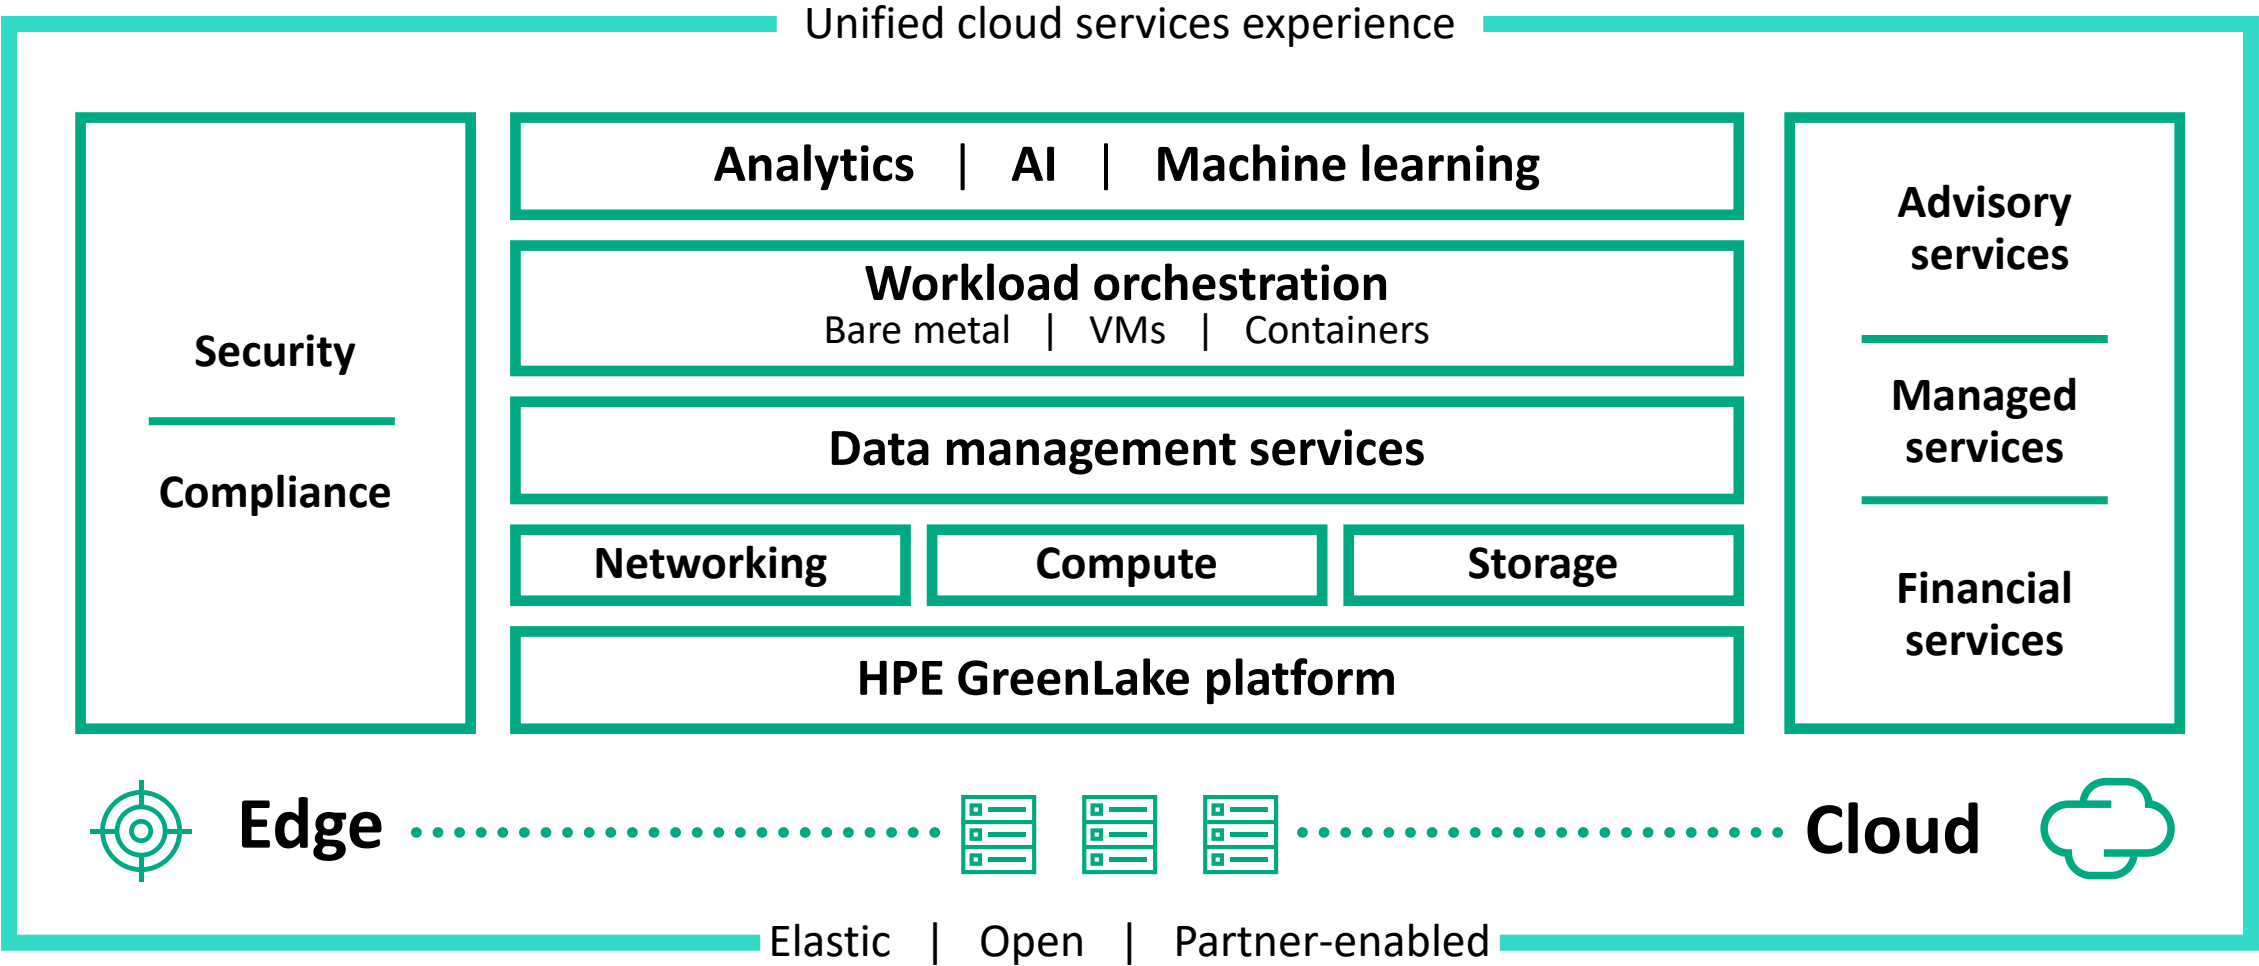 Unified cloud services experience
Security
Compliance
Analytics | AI | Machine learning
Workload orchestration
Bare metal | VMs | Containers
Data management services
Networking
Compute
Storage
HPE GreenLake platform
Advisory
services
Managed
services
Financial
services
Edge
Cloud
Elastic | Open | Partner-enabled